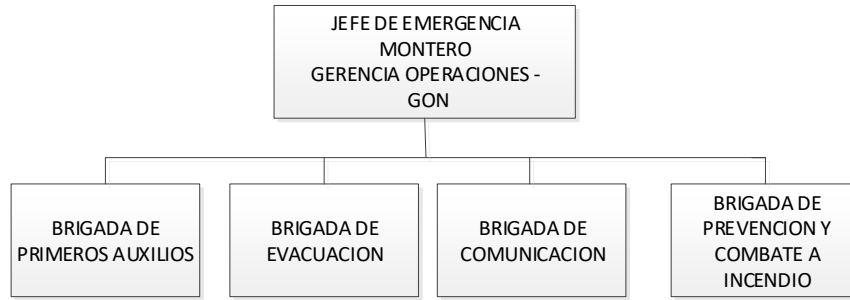 JEFE DE EMERGENCIA
MONTERO
GERENCIA OPERACIONES -
GON
BRIGADA DE
PRIMEROS AUXILIOS
BRIGADA DE
EVACUACION
BRIGADA DE
COMUNICACION
BRIGADA DE
PREVENCION Y
COMBATE A
INCENDIO